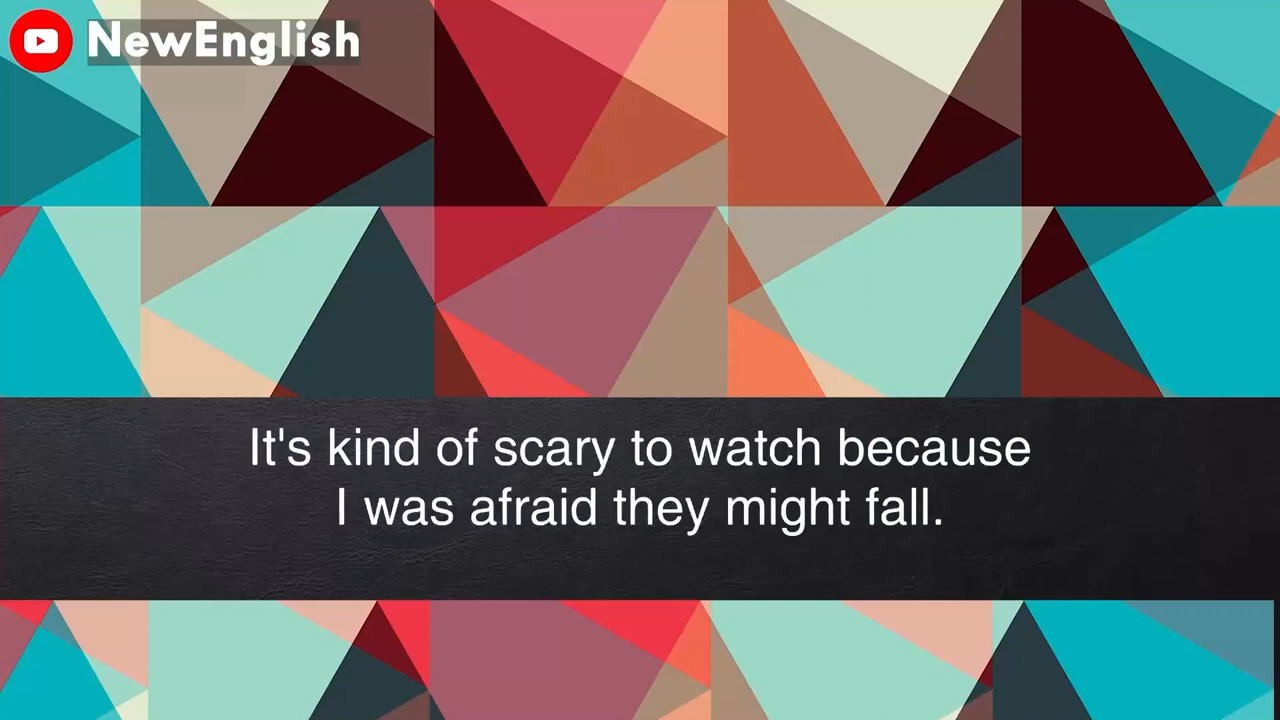 NewEnglish
It's kind of scary to watch because
I was afraid they might fall.